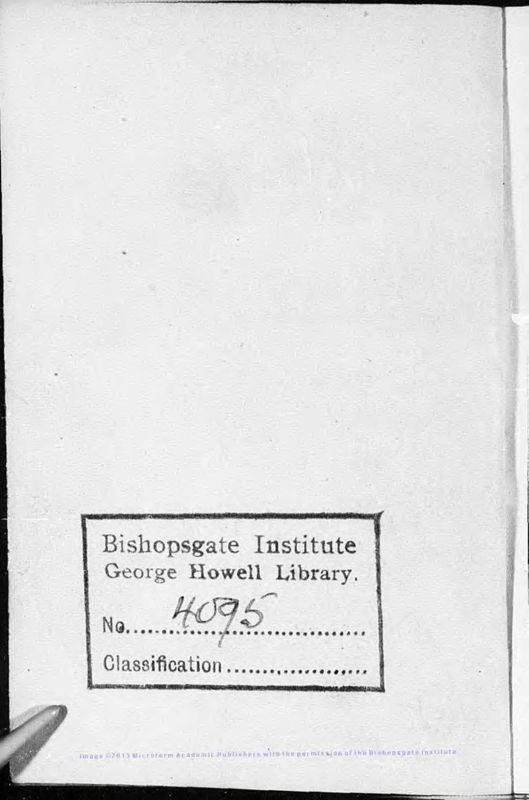 Bishopsgate Institute
George Howell Library.
No. 4095
Classification
Image ©2013 Microform Academic Publishers with the permission of the Bishopsgate Institute